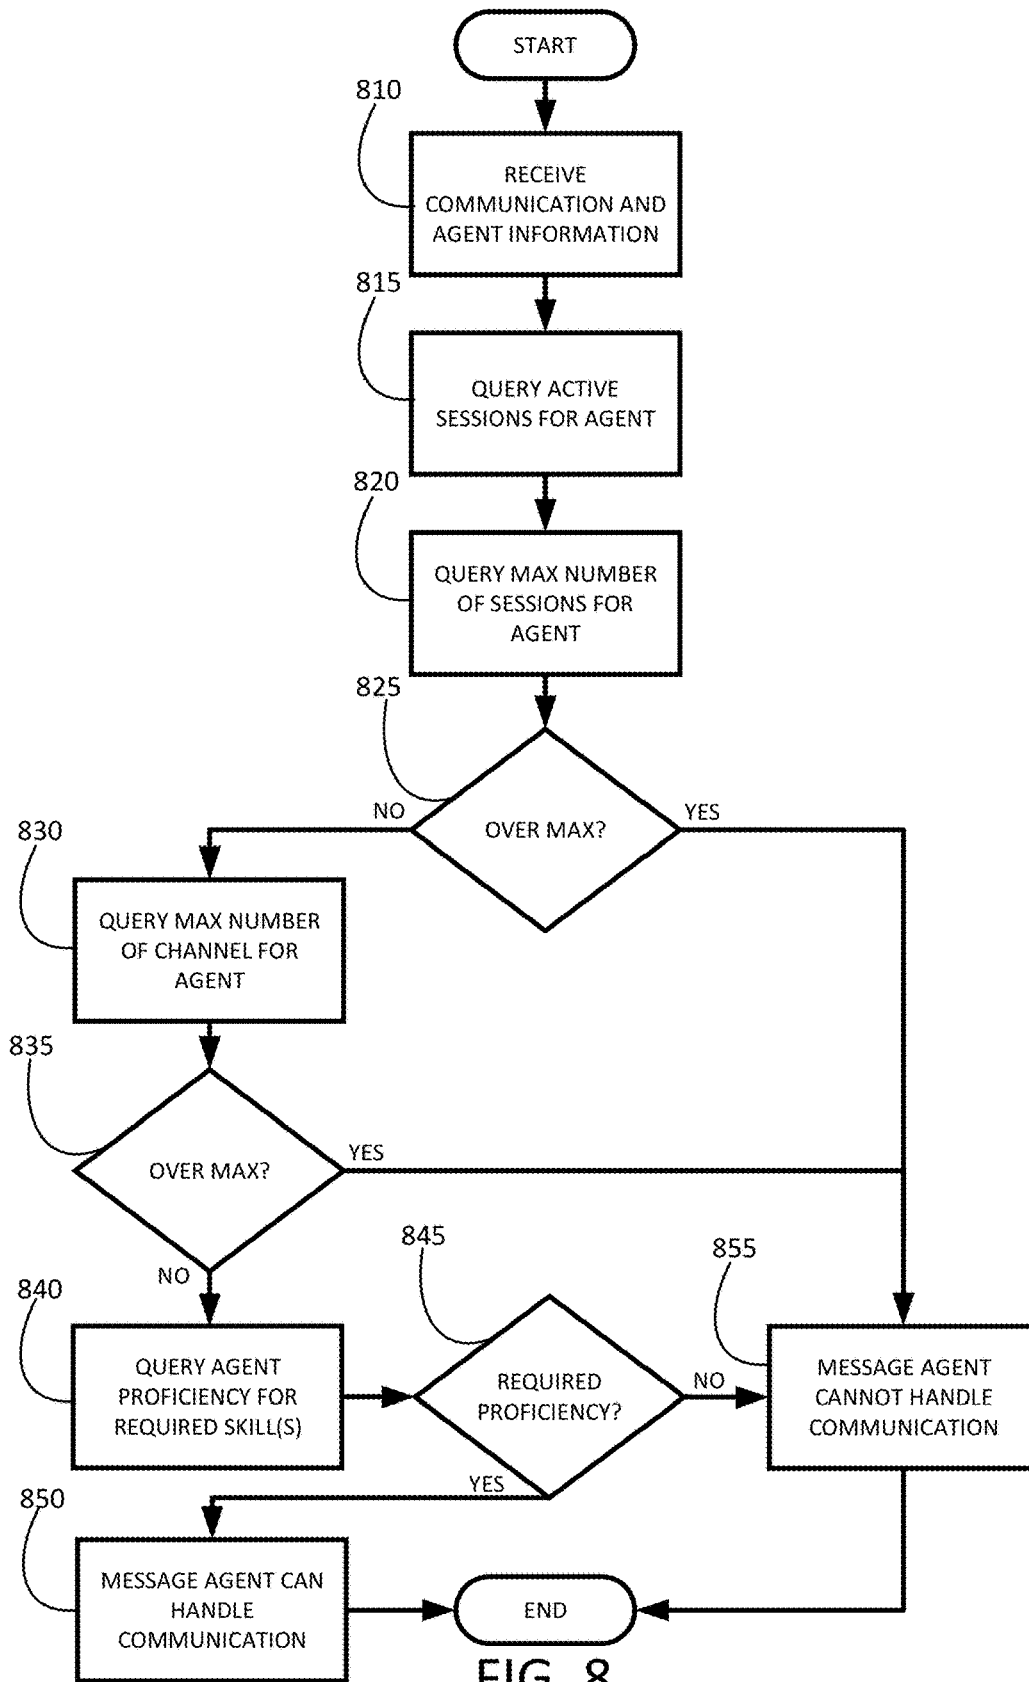 START
810
RECEIVE
COMMUNICATION AND
AGENT INFORMATION
815
QUERY ACTIVE
SESSIONS FOR AGENT
820
QUERY MAX NUMBER
OF SESSIONS FOR
AGENT
825
NO
OVER MAX?
YES
830
QUERY MAX NUMBER
OF CHANNEL FOR
AGENT
835
OVER MAX?
YES
NO
840
QUERY AGENT
PROFICIENCY FOR
REQUIRED SKILL(S)
845
REQUIRED
PROFICIENCY?
NO
YES
855
MESSAGE AGENT
CANNOT HANDLE
COMMUNICATION
850
MESSAGE AGENT CAN
HANDLE
COMMUNICATION
END
FIG. 8